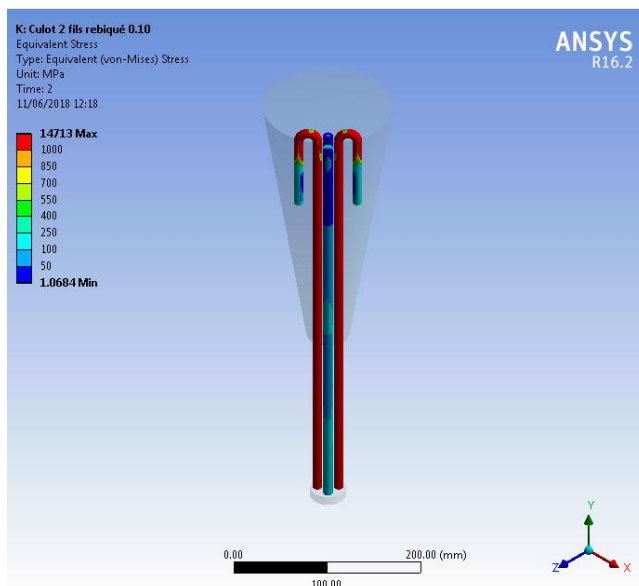 K: Culot 2 fils rebiqué 0.10
Equivalent Stress
Type: Equivalent (von-Mises) Stress
Unit: MPa
Time: 2
11/06/2018 12:18
ANSYS
R16.2
14713 Max
1000
850
700
550
400
250
100
50
1.0684 Min
0.00
200.00 (mm)
100.00
Y
Z
X